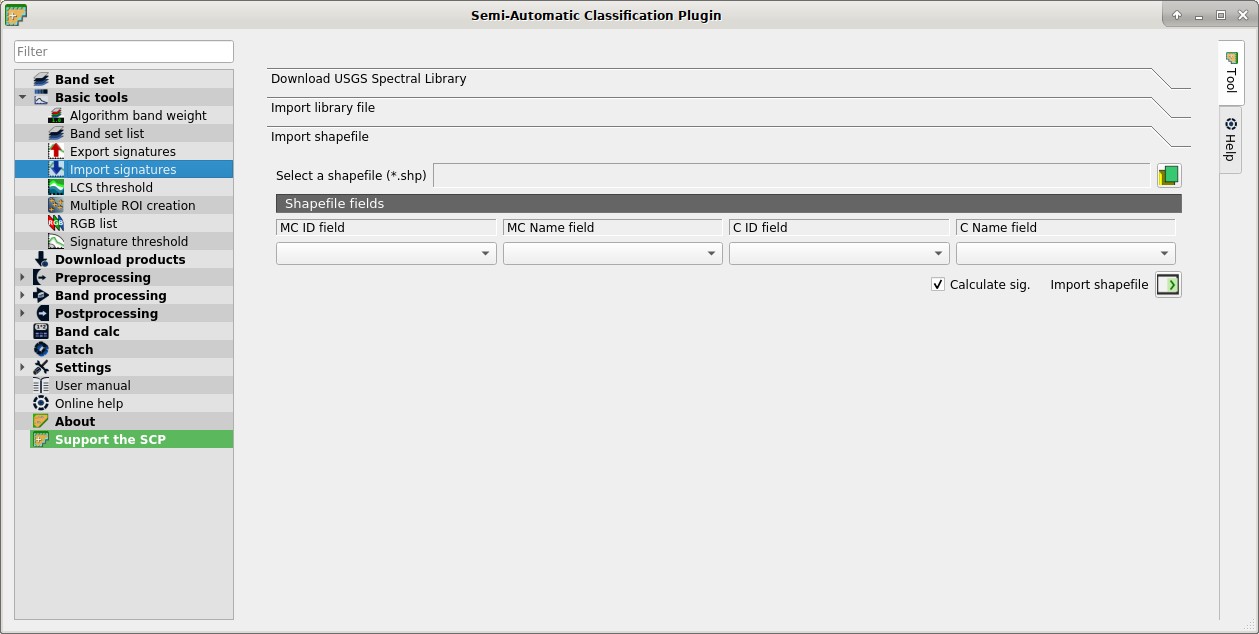 Semi-Automatic Classification Plugin
Filter
Band set
Basic tools
Algorithm band weight
Band set list
Export signatures
Import signatures
LCS threshold
Multiple ROI creation
RGB list
Signature threshold
Download products
Preprocessing
Band processing
Postprocessing
Band calc
Batch
Settings
User manual
Online help
About
Support the SCP
Download USGS Spectral Library
Import library file
Import shapefile
Select a shapefile (*.shp)
Shapefile fields
MC ID field MC Name field C ID field C Name field
Calculate sig. Import shapefile
Tool
Help